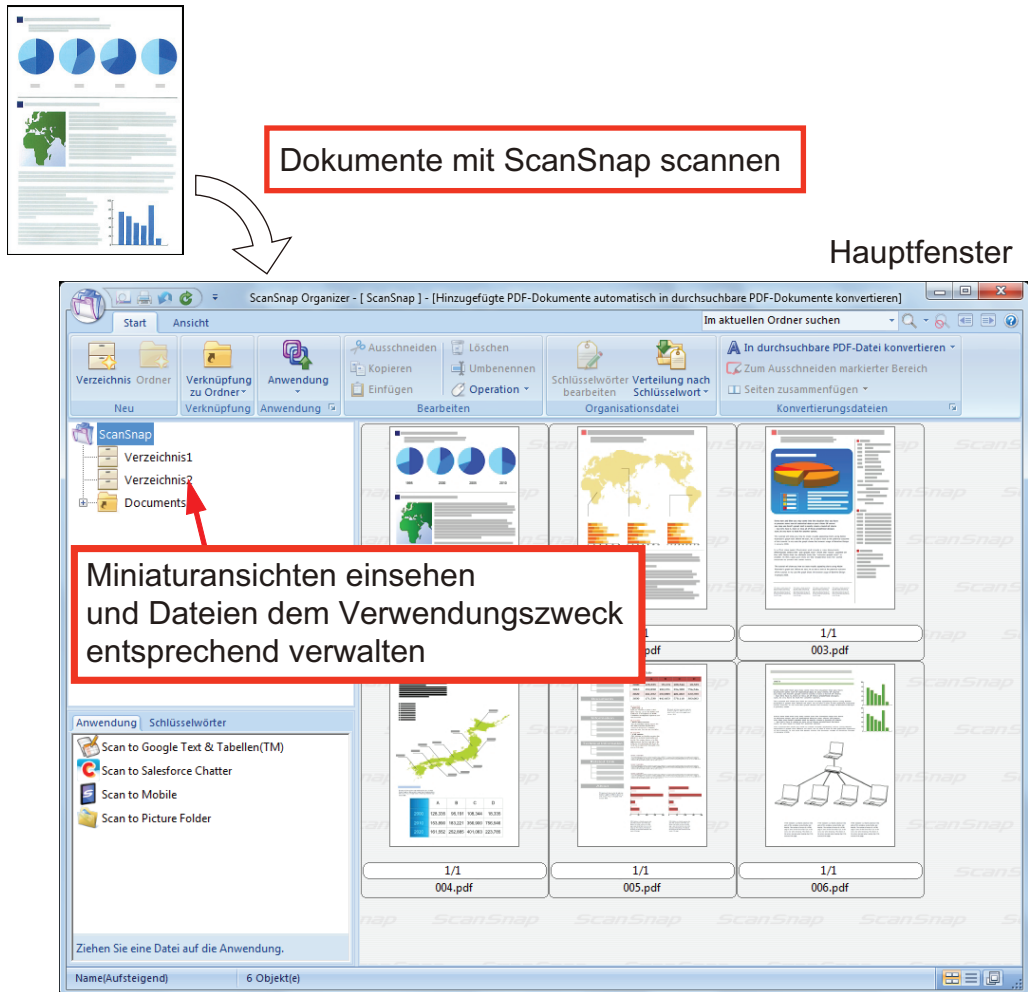 Dokumente mit ScanSnap scannen
Hauptfenster
ScanSnap Organizer - [ ScanSnap ] - [Hinzugefügte PDF-Dokumente automatisch in durchsuchbare PDF-Dokumente konvertieren]
Start Ansicht
Im aktuellen Ordner suchen
Verzeichnis Ordner
Verknüpfung
zu Ordner
Anwendung
Ausschneiden
Kopieren
Einfügen
Löschen
Umbenennen
Operation
Schlüsselwörter
bearbeiten
Verteilung nach
Schlüsselwort
In durchsuchbare PDF-Datei konvertieren
Zum Ausschneiden markierter Bereich
Seiten zusammenfügen
Neu Verknüpfung Anwendung Bearbeiten Organisationsdatei Konvertierungsdateien
ScanSnap
Verzeichnis1
Verzeichnis2
Documents
Miniaturansichten einsehen
und Dateien dem Verwendungszweck
entsprechend verwalten
1/1
003.pdf
Anwendung Schlüsselwörter
Scan to Google Text & Tabellen(TM)
Scan to Salesforce Chatter
Scan to Mobile
Scan to Picture Folder
1/1
004.pdf
1/1
005.pdf
1/1
006.pdf
Ziehen Sie eine Datei auf die Anwendung.
Name(Aufsteigend) 6 Objekt(e)